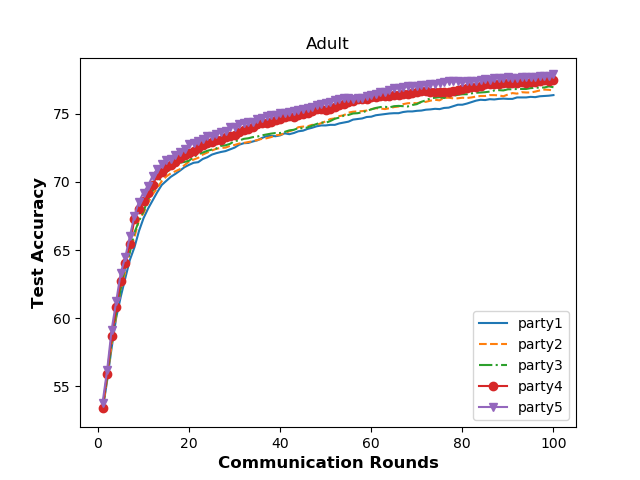 Adult
Test Accuracy
75
70
65
60
55
0 20 40 60 80 100
Communication Rounds
party1
party2
party3
party4
party5